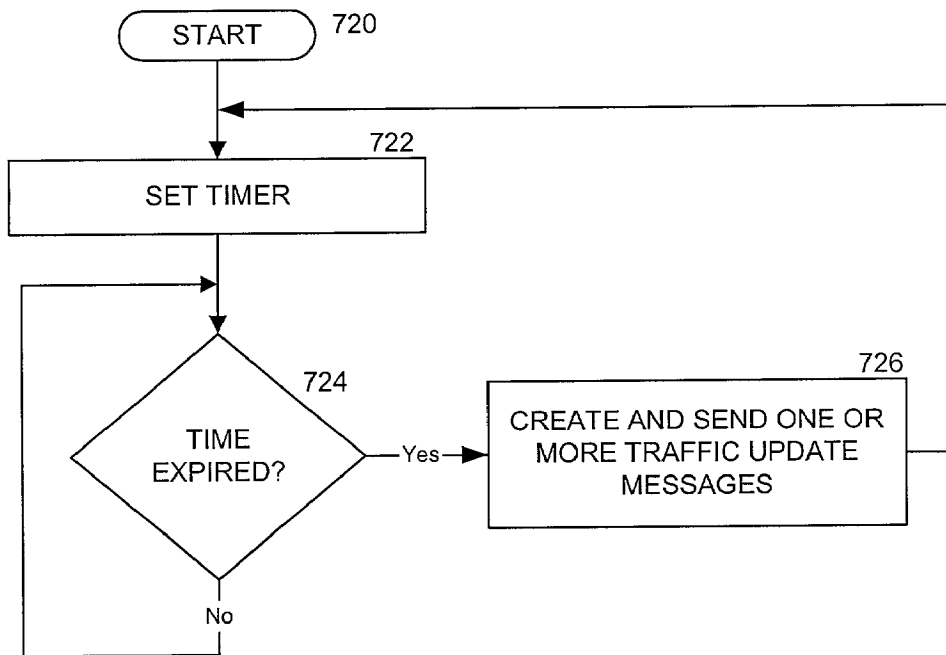 START
720
722
SET TIMER
724
TIME
EXPIRED?
Yes
726
CREATE AND SEND ONE OR
MORE TRAFFIC UPDATE
MESSAGES
No